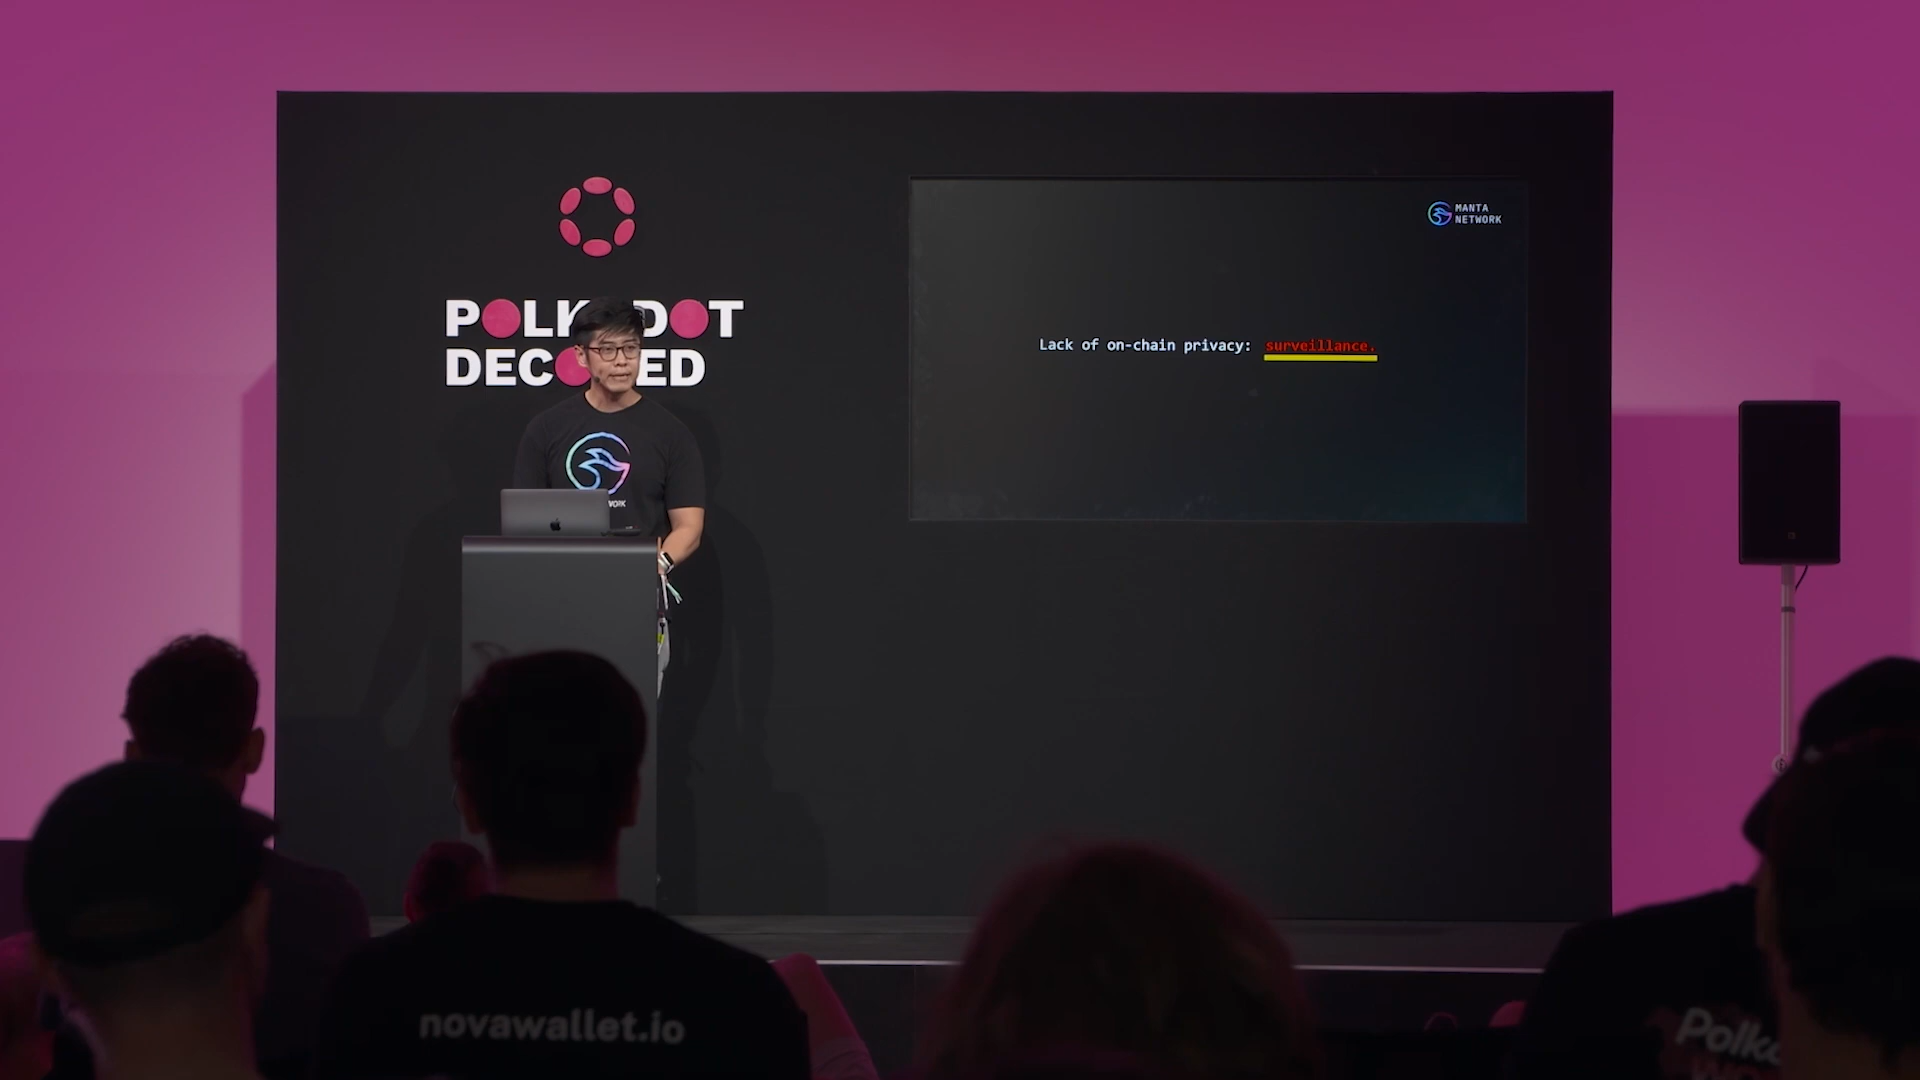 POLKADOT
DECODED
MANTA
NETWORK
Lack of on-chain privacy: surveillance.
novawallet.io